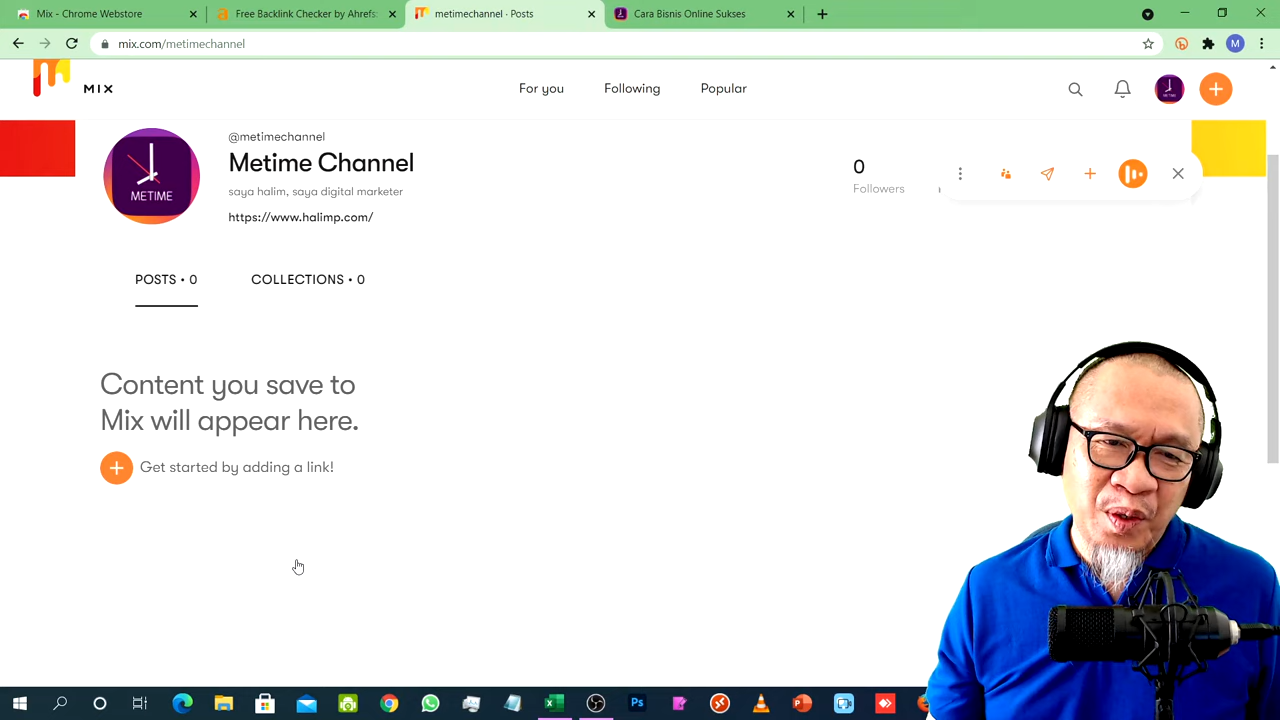 Mix - Chrome Webstore
Free Backlink Checker by Ahrefs:
metimechannel · Posts
Cara Bisnis Online Sukses
mix.com/metimechannel
M
MIX
For you
Following
Popular
METIME
@metimechannel
Metime Channel
saya halim, saya digital marketer
https://www.halimp.com/
0
Followers
POSTS • 0
COLLECTIONS • 0
Content you save to
Mix will appear here.
Get started by adding a link!